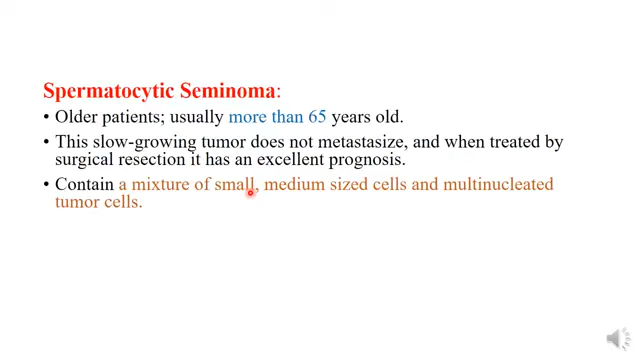 Spermatocytic Seminoma:
• Older patients; usually more than 65 years old.
• This slow-growing tumor does not metastasize, and when treated by
surgical resection it has an excellent prognosis.
• Contain a mixture of small, medium sized cells and multinucleated
tumor cells.